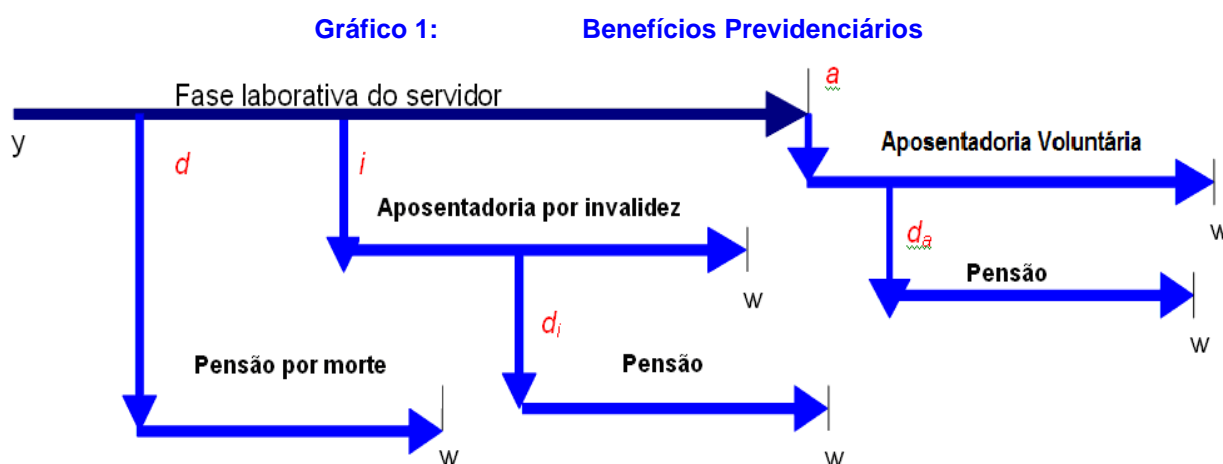 Gráfico 1: Benefícios Previdenciários
a
Fase laborativa do servidor
y
d
i
Aposentadoria Voluntária
Aposentadoria por invalidez
w
da
Pensão
w
w
di
Pensão por morte
Pensão
w
w